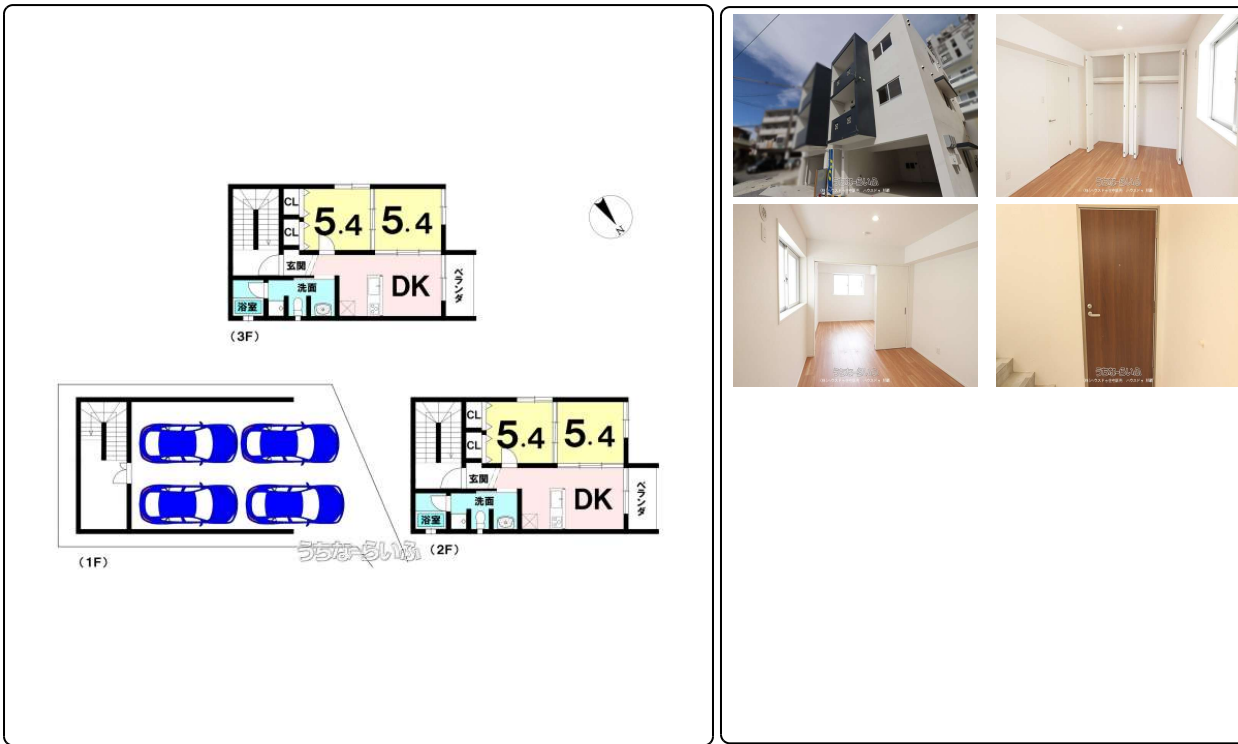 CL
5.4
5.4
CL
玄関
DK
ベランダ
洗面
浴室
N
(3F)
CL
5.4
5.4
CL
玄関
DK
ベランダ
洗面
浴室
(2F)
(1F)
うちなーらいふ
うちなーらいふ
うちなーらいふ
うちなーらいふ
うちなーらいふ